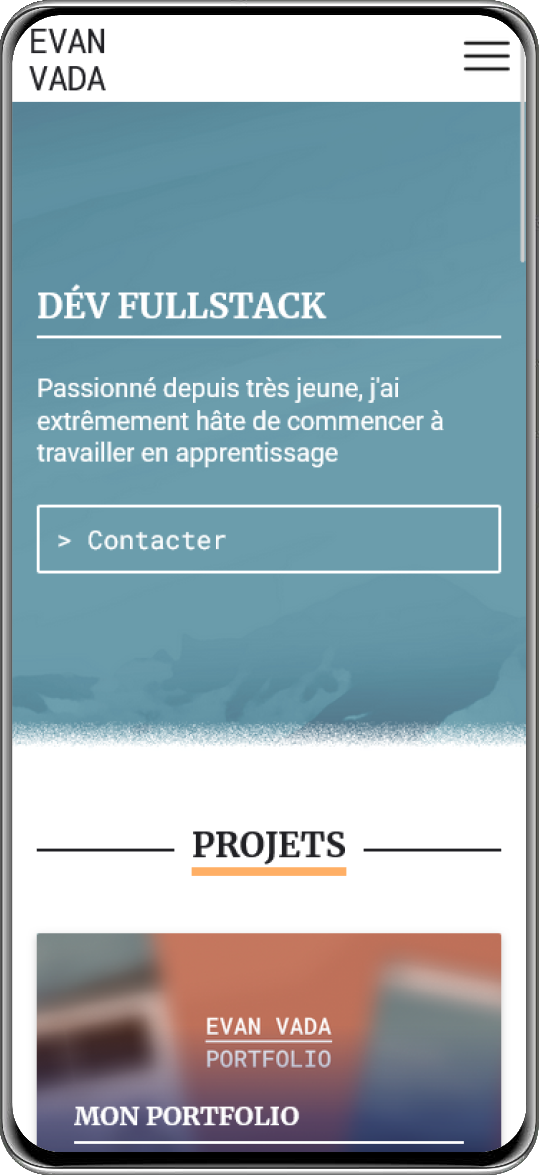 EVAN
VADA
DÉV FULLSTACK
Passionné depuis très jeune, j'ai
extrêmement hâte de commencer à
travailler en apprentissage
> Contacter
PROJETS
EVAN VADA
PORTFOLIO
MON PORTFOLIO